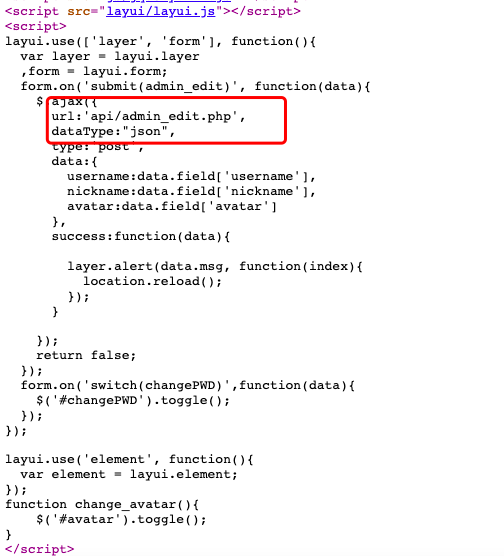 <script src="layui/layui.js"></script>
<script>
layui.use(['layer', 'form'], function(){
  var layer = layui.layer
  ,form = layui.form;
  form.on('submit(admin_edit)', function(data){
    $.ajax({
      url:'api/admin_edit.php',
      dataType:"json",
      type:'post',
      data:{
        username:data.field['username'],
        nickname:data.field['nickname'],
        avatar:data.field['avatar']
      },
      success:function(data){
        layer.alert(data.msg, function(index){
          location.reload();
        });
      }
    });
    return false;
  });
  form.on('switch(changePWD)',function(data){
    $('#changePWD').toggle();
  });
});
layui.use('element', function(){
  var element = layui.element;
});
function change_avatar(){
    $('#avatar').toggle();
}
</script>